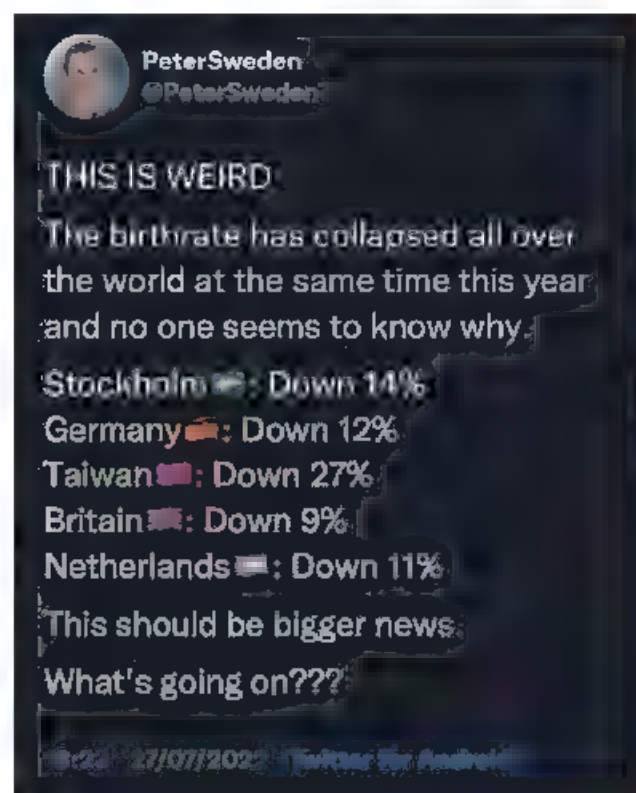 PeterSweden
@PeterSweden7
THIS IS WEIRD
The birthrate has collapsed all over
the world at the same time this year
and no one seems to know why.
Stockholm: Down 14%
Germany: Down 12%
Taiwan: Down 27%
Britain: Down 9%
Netherlands: Down 11%
This should be bigger news.
What's going on???
27/07/2022 Twitter for Android